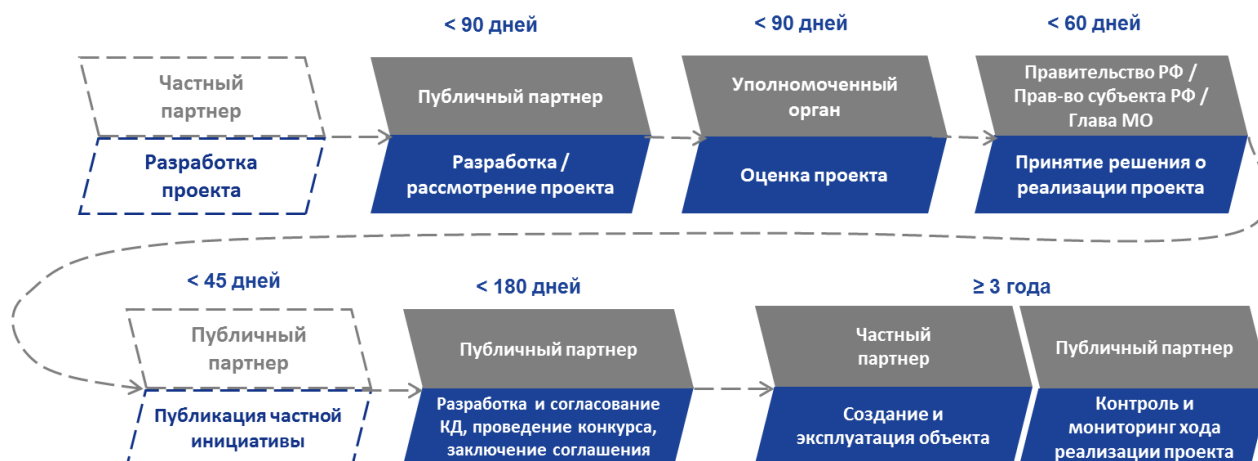 < 90 дней
< 90 дней
< 60 дней
Частный
партнер
Разработка
проекта
Публичный партнер
Разработка /
рассмотрение проекта
Уполномоченный
орган
Оценка проекта
Правительство РФ /
Прав-во субъекта РФ /
Глава МО
Принятие решения о
реализации проекта
< 45 дней
< 180 дней
≥ 3 года
Публичный
партнер
Публикация частной
инициативы
Публичный партнер
Разработка и согласование
КД, проведение конкурса,
заключение соглашения
Частный
партнер
Создание и
эксплуатация объекта
Публичный партнер
Контроль и
мониторинг хода
реализации проекта